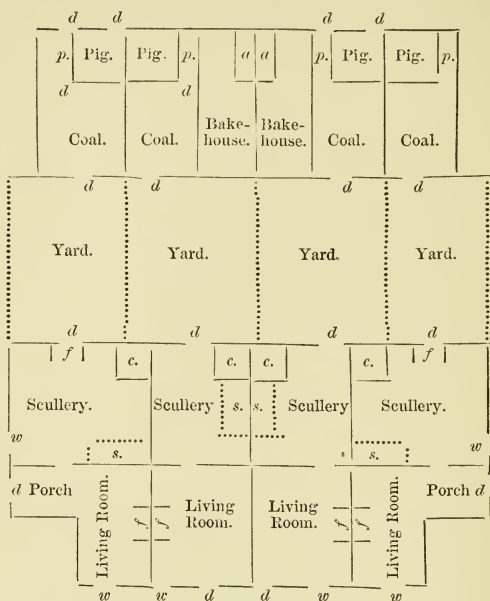 d d d d
p. Pig. Pig. p. a a p. Pig. Pig. p.
d d
Coal. Coal. Bake-house. Bake-house. Coal. Coal.
d d d d
Yard. Yard. Yard. Yard.
d d d d
f f
c. c. c. c.
Scullery. Scullery s. s. Scullery Scullery.
w w
s. s.
d Porch Living Room. f f Living Room. Living Room. f f Living Room. Porch d
w w d d w w